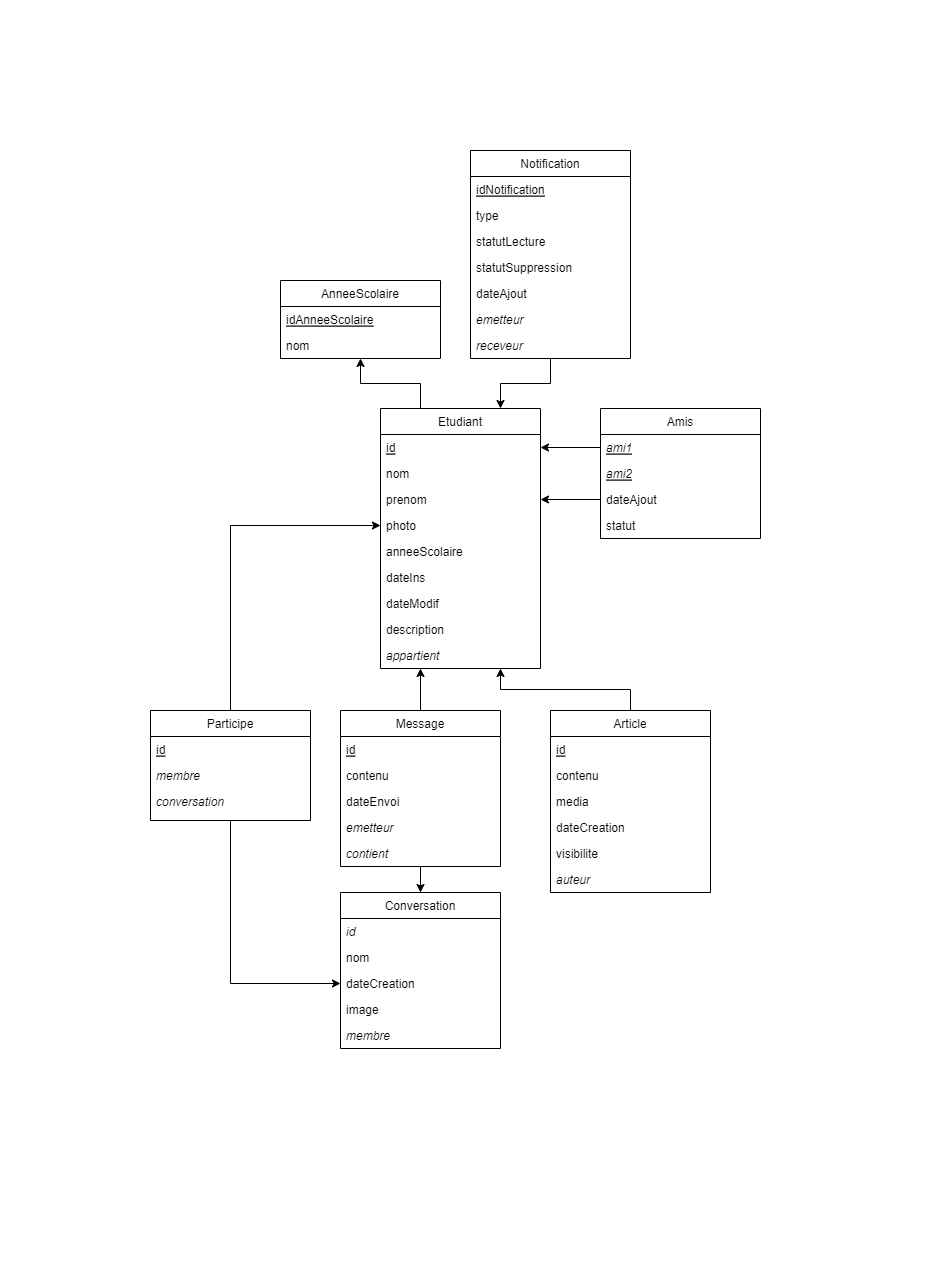 Notification
idNotification
type
statutLecture
statutSuppression
dateAjout
emetteur
receveur
AnneeScolaire
idAnneeScolaire
nom
Etudiant
id
nom
prenom
photo
anneeScolaire
dateIns
dateModif
description
appartient
Amis
ami1
ami2
dateAjout
statut
Participe
id
membre
conversation
Message
id
contenu
dateEnvoi
emetteur
contient
Article
id
contenu
media
dateCreation
visibilite
auteur
Conversation
id
nom
dateCreation
image
membre